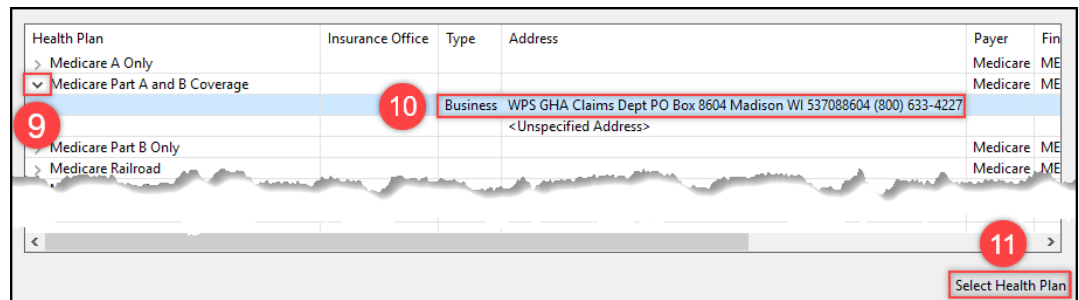 Health Plan Insurance Office Type Address Payer Fin
Medicare A Only Medicare ME
Medicare Part A and B Coverage Medicare ME
9 10 Business WPS GHA Claims Dept PO Box 8604 Madison WI 537088604 (800) 633-4227
<Unspecified Address>
Medicare Part B Only Medicare ME
Medicare Railroad Medicare ME
11
Select Health Plan